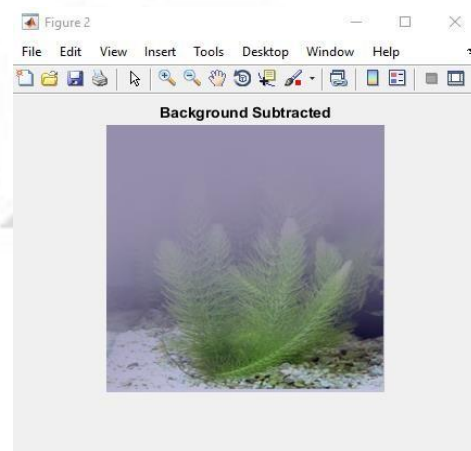 Figure 2
File Edit View Insert Tools Desktop Window Help
Background Subtracted